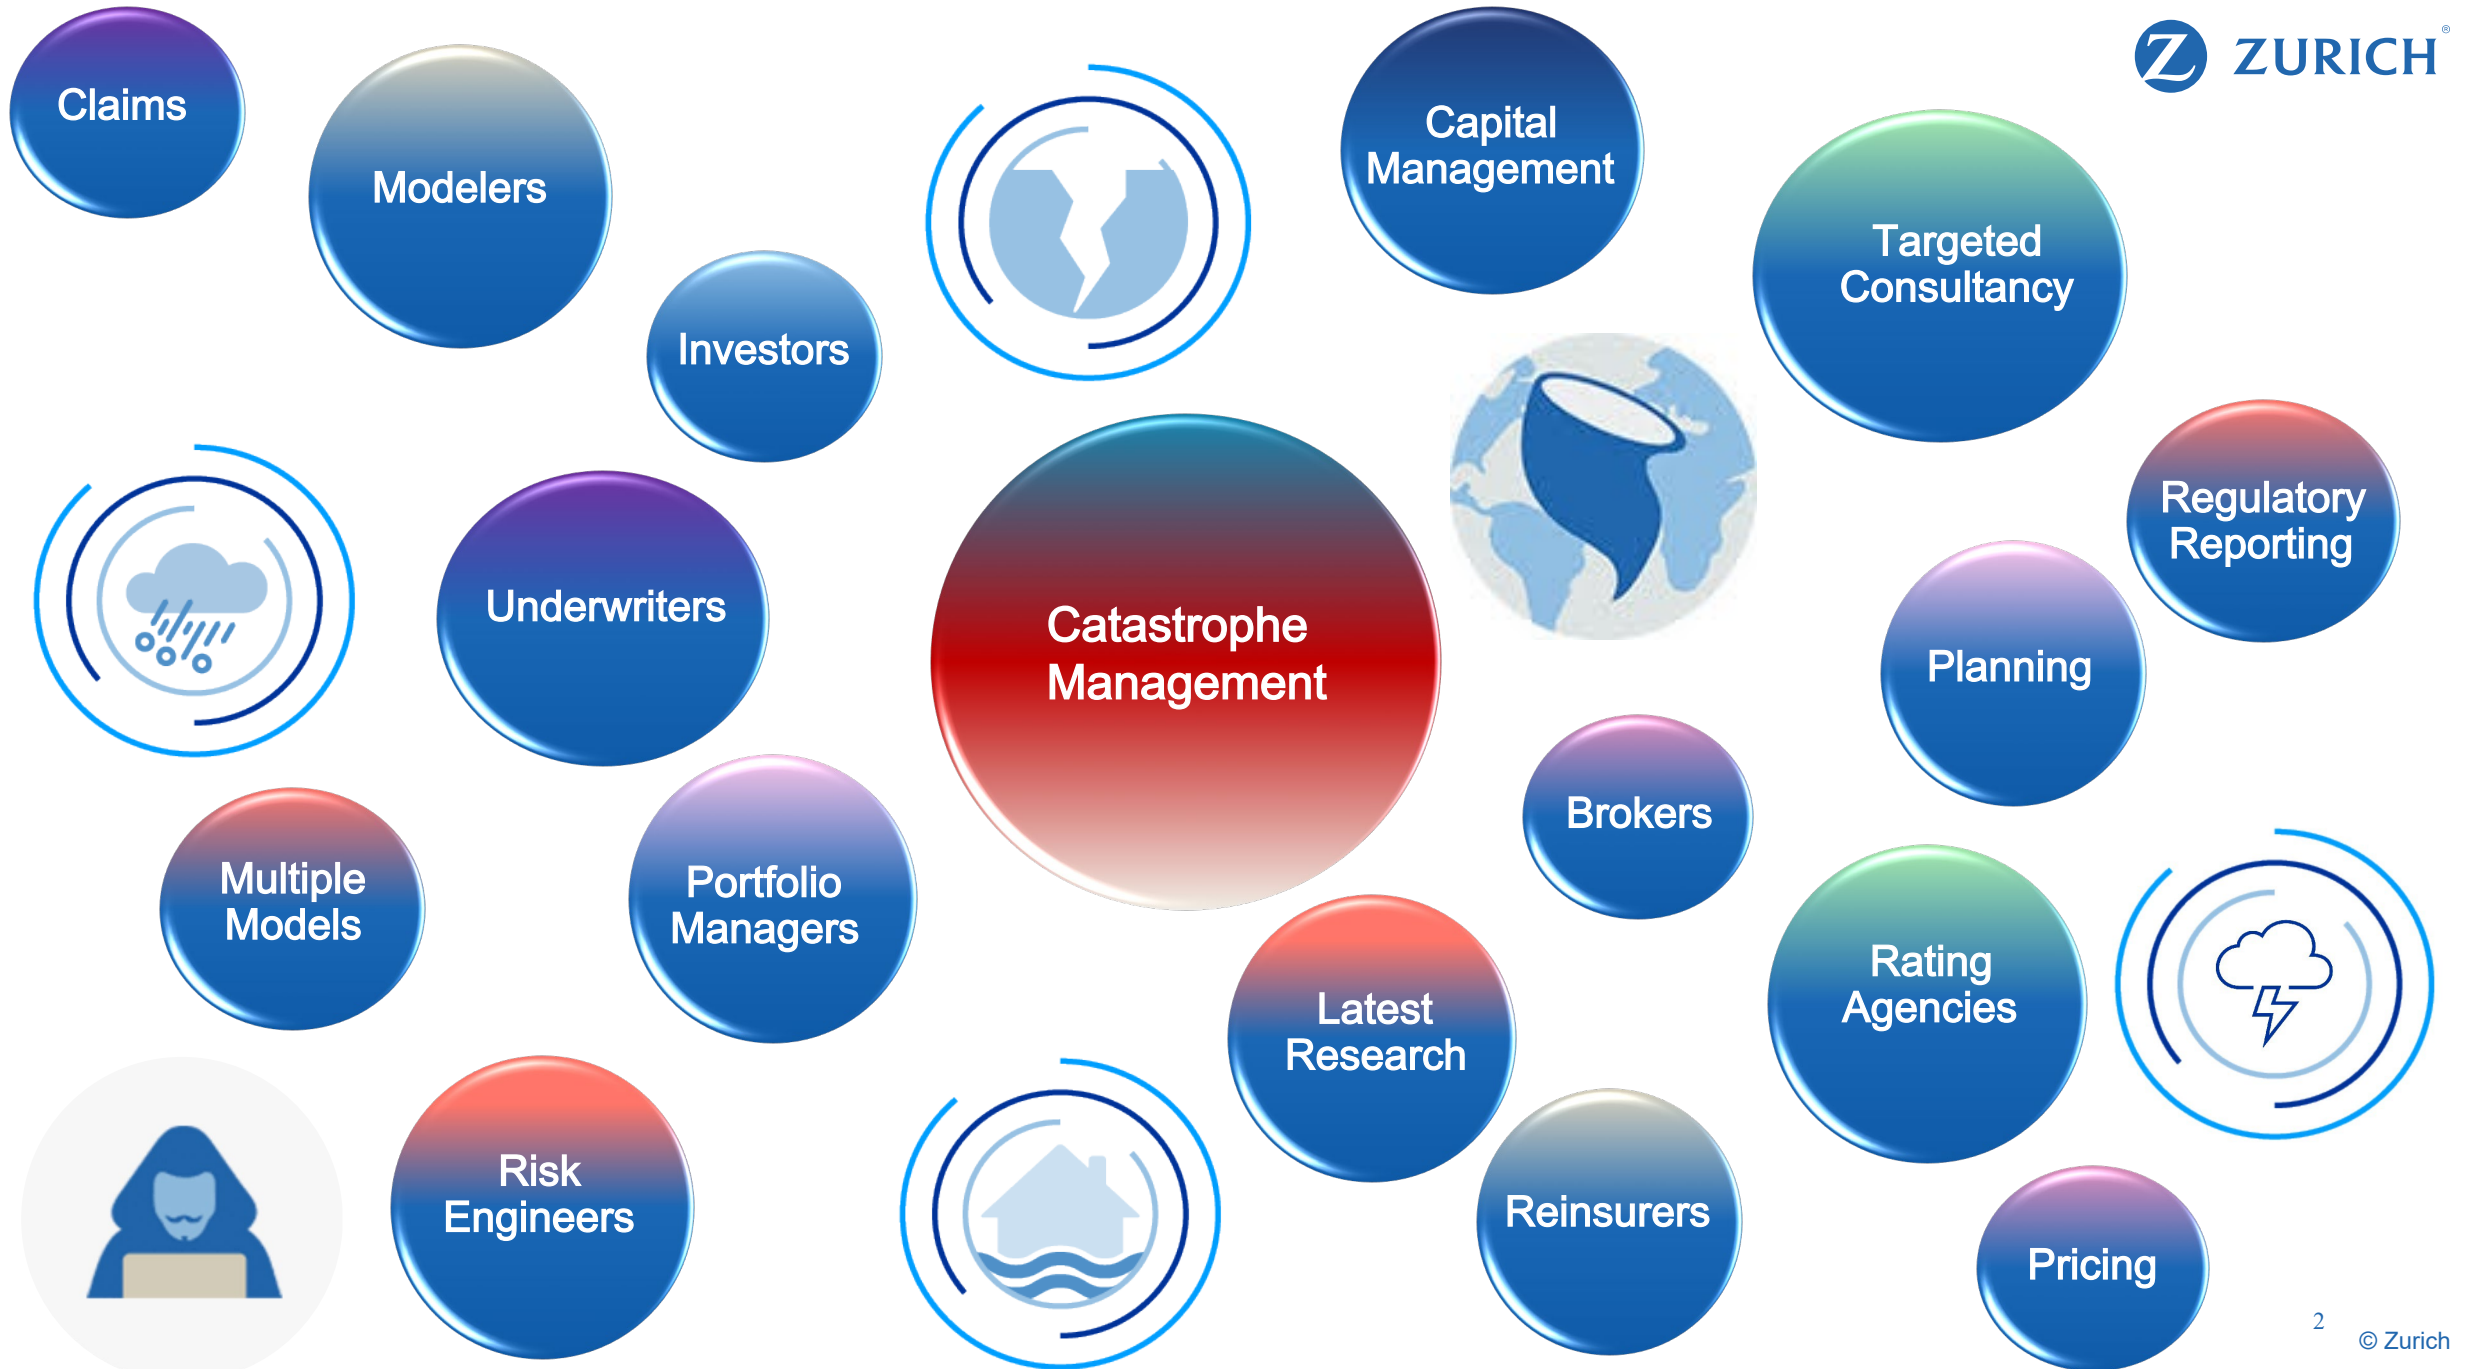 Claims
Modelers
Investors
Capital
Management
Z ZURICH®
Targeted
Consultancy
Regulatory
Reporting
Underwriters
Catastrophe
Management
Planning
Brokers
Multiple
Models
Portfolio
Managers
Latest
Research
Rating
Agencies
Risk
Engineers
Reinsurers
Pricing
2
© Zurich